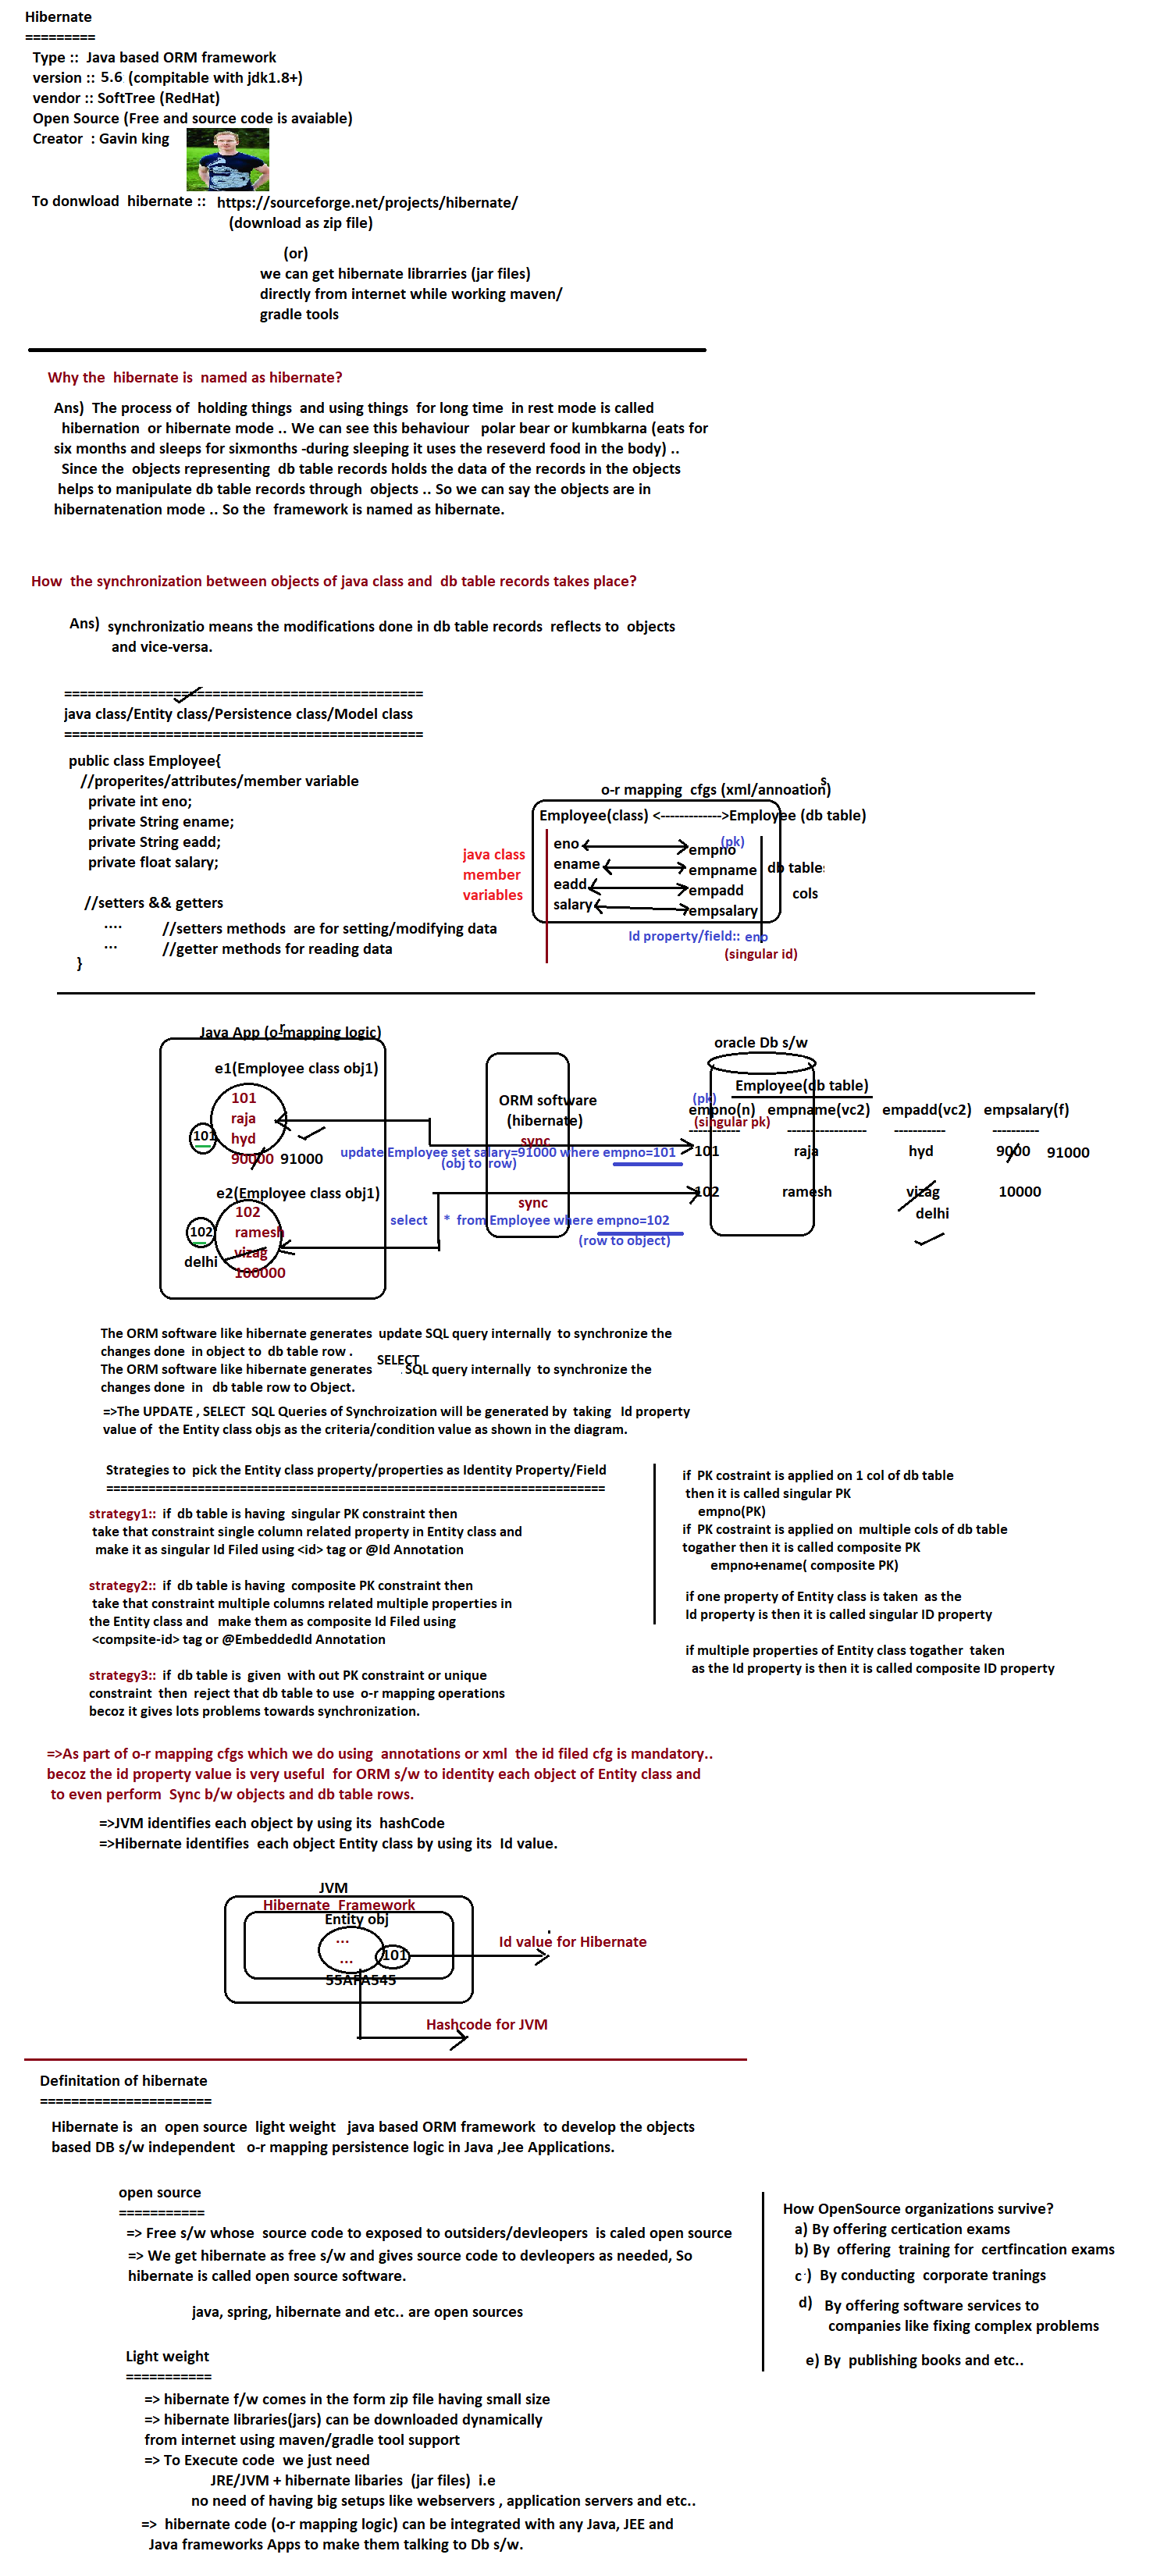 Hibernate
=========
Type :: Java based ORM framework
version :: 5.6 (compitable with jdk1.8+)
vendor :: SoftTree (RedHat)
Open Source (Free and source code is avaiable)
Creator : Gavin king
To donwload hibernate :: https://sourceforge.net/projects/hibernate/
(download as zip file)
(or)
we can get hibernate librarries (jar files)
directly from internet while working maven/
gradle tools
Why the hibernate is named as hibernate?
Ans) The process of holding things and using things for long time in rest mode is called
hibernation or hibernate mode .. We can see this behaviour polar bear or kumbkarna (eats for
six months and sleeps for sixmonths -during sleeping it uses the reseverd food in the body) ..
Since the objects representing db table records holds the data of the records in the objects
helps to manipulate db table records through objects .. So we can say the objects are in
hibernatenation mode .. So the framework is named as hibernate.
How the synchronization between objects of java class and db table records takes place?
Ans) synchronizatio means the modifications done in db table records reflects to objects
and vice-versa.
==============================================
java class/Entity class/Persistence class/Model class
==============================================
public class Employee{
//properites/attributes/member variable
private int eno;
private String ename;
private String eadd;
private float salary;
//setters && getters
.... //setters methods are for setting/modifying data
... //getter methods for reading data
}
o-r mapping cfgs (xml/annoations)
Employee(class) <------------->Employee (db table)
(pk)
eno empno
ename empname
eadd empadd
salary empsalary
java class
member
variables
db table
cols
Id property/field:: eno
(singular id)
Java App (o-r mapping logic)
e1(Employee class obj1)
101
raja
hyd
90000 91000
101
e2(Employee class obj1)
102
ramesh
vizag
100000
102
delhi
ORM software
(hibernate)
sync
update Employee set salary=91000 where empno=101
(obj to row)
sync
select * from Employee where empno=102
(row to object)
oracle Db s/w
Employee(db table)
(pk)
empno(n) empname(vc2) empadd(vc2) empsalary(f)
(singular pk)
----------- ----------------- ----------- ----------
101 raja hyd 9000 91000
102 ramesh vizag 10000
delhi
The ORM software like hibernate generates update SQL query internally to synchronize the
changes done in object to db table row .
The ORM software like hibernate generates SELECT SQL query internally to synchronize the
changes done in db table row to Object.
=>The UPDATE , SELECT SQL Queries of Synchroization will be generated by taking Id property
value of the Entity class objs as the criteria/condition value as shown in the diagram.
Strategies to pick the Entity class property/properties as Identity Property/Field
======================================================================
strategy1:: if db table is having singular PK constraint then
take that constraint single column related property in Entity class and
make it as singular Id Filed using <id> tag or @Id Annotation
strategy2:: if db table is having composite PK constraint then
take that constraint multiple columns related multiple properties in
the Entity class and make them as composite Id Filed using
<compsite-id> tag or @EmbeddedId Annotation
strategy3:: if db table is given with out PK constraint or unique
constraint then reject that db table to use o-r mapping operations
becoz it gives lots problems towards synchronization.
if PK costraint is applied on 1 col of db table
then it is called singular PK
empno(PK)
if PK costraint is applied on multiple cols of db table
togather then it is called composite PK
empno+ename( composite PK)
if one property of Entity class is taken as the
Id property is then it is called singular ID property
if multiple properties of Entity class togather taken
as the Id property is then it is called composite ID property
=>As part of o-r mapping cfgs which we do using annotations or xml the id filed cfg is mandatory..
becoz the id property value is very useful for ORM s/w to identity each object of Entity class and
to even perform Sync b/w objects and db table rows.
=>JVM identifies each object by using its hashCode
=>Hibernate identifies each object Entity class by using its Id value.
JVM
Hibernate Framework
Entity obj
...
... 101
55AFA545
Id value for Hibernate
Hashcode for JVM
Definitation of hibernate
======================
Hibernate is an open source light weight java based ORM framework to develop the objects
based DB s/w independent o-r mapping persistence logic in Java ,Jee Applications.
open source
===========
=> Free s/w whose source code to exposed to outsiders/devleopers is caled open source
=> We get hibernate as free s/w and gives source code to devleopers as needed, So
hibernate is called open source software.
java, spring, hibernate and etc.. are open sources
How OpenSource organizations survive?
a) By offering certication exams
b) By offering training for certfincation exams
c ) By conducting corporate tranings
d) By offering software services to
companies like fixing complex problems
e) By publishing books and etc..
Light weight
===========
=> hibernate f/w comes in the form zip file having small size
=> hibernate libraries(jars) can be downloaded dynamically
from internet using maven/gradle tool support
=> To Execute code we just need
JRE/JVM + hibernate libaries (jar files) i.e
no need of having big setups like webservers , application servers and etc..
=> hibernate code (o-r mapping logic) can be integrated with any Java, JEE and
Java frameworks Apps to make them talking to Db s/w.